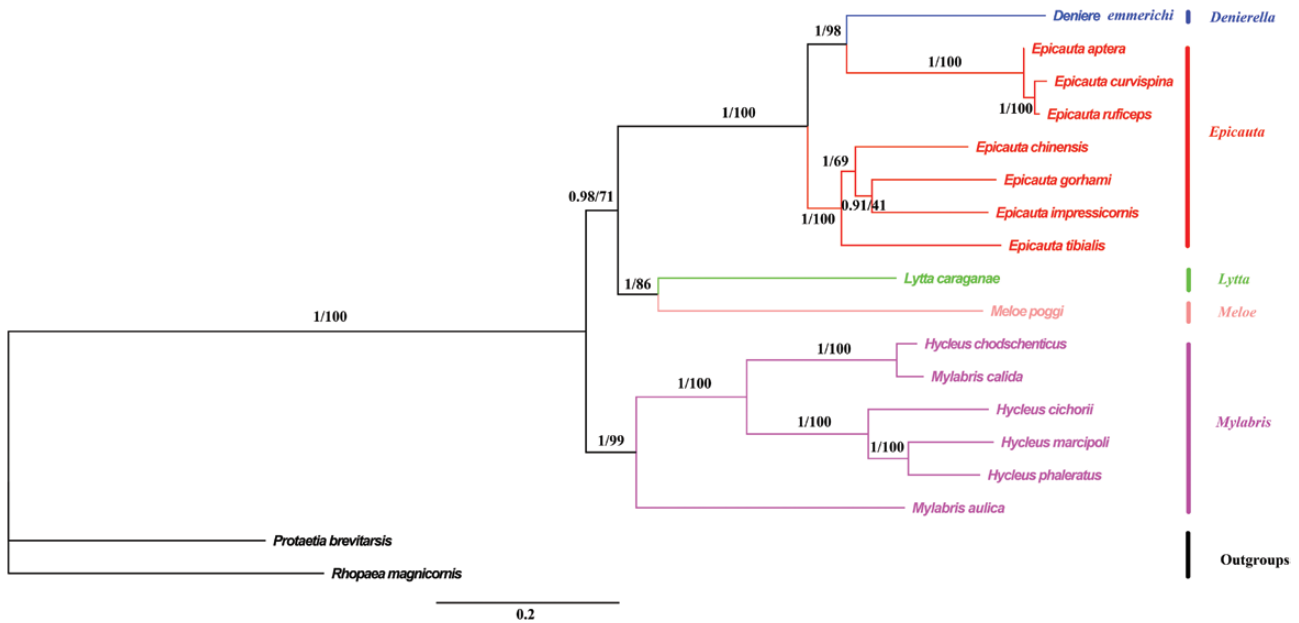 Deniere emmerichi
Denierella
1/98
Epicauta aptera
1/100
Epicauta curvispina
1/100
Epicauta ruficeps
1/100
Epicauta
Epicauta chinensis
1/69
Epicauta gorhami
0.98/71
0.91/41
Epicauta impressicornis
1/100
Epicauta tibialis
Lytta caraganae
Lytta
1/86
Meloe poggi
Meloe
1/100
Hycleus chodschenticus
1/100
Mylabris calida
1/100
Hycleus cichorii
Mylabris
1/100
1/99
Hycleus marcipoli
1/100
Hycleus phaleratus
Mylabris aulica
Protaetia brevitarsis
Outgroups
Rhopaea magnicornis
0.2